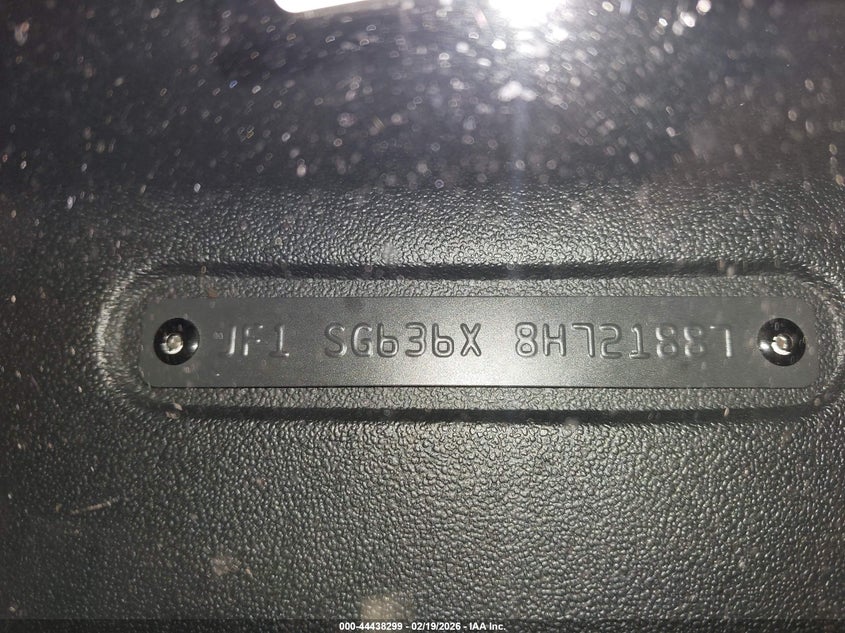 JF1 SG636X 8H721887
000-44438299 — 02/19/2026 — IAA Inc.